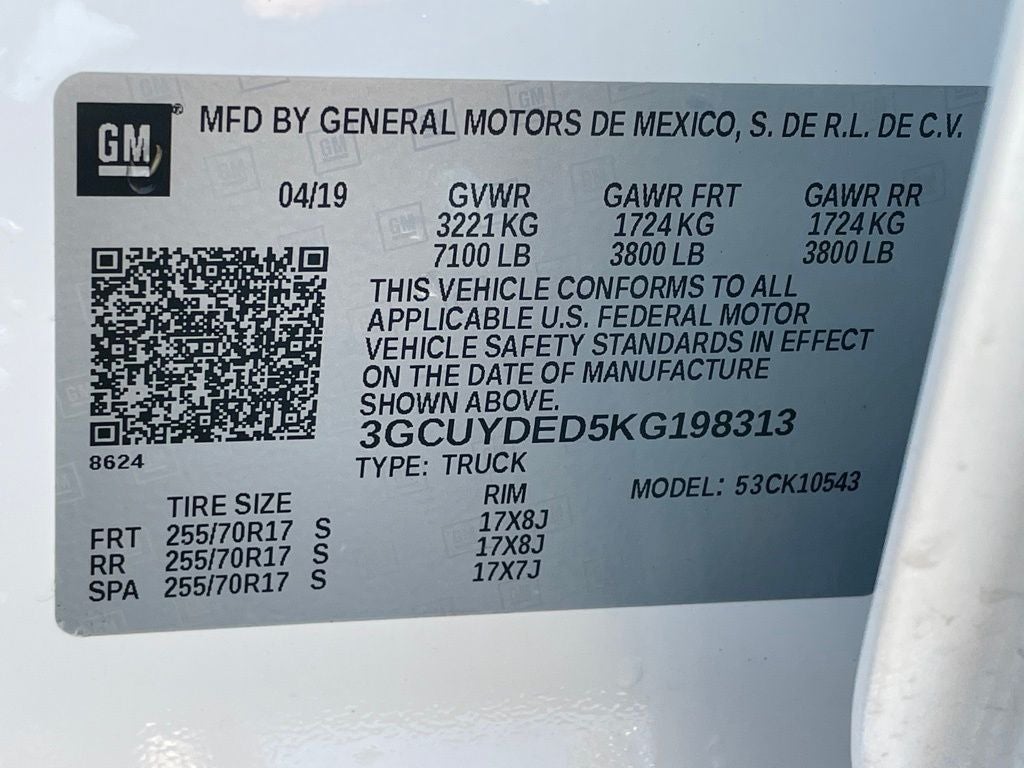 GM ® MFD BY GENERAL MOTORS DE MEXICO, S. DE R.L. DE C.V.
04/19 GVWR GAWR FRT GAWR RR
3221 KG 1724 KG 1724 KG
7100 LB 3800 LB 3800 LB
THIS VEHICLE CONFORMS TO ALL
APPLICABLE U.S. FEDERAL MOTOR
VEHICLE SAFETY STANDARDS IN EFFECT
ON THE DATE OF MANUFACTURE
SHOWN ABOVE.
3GCUYDED5KG198313
8624
TYPE: TRUCK
MODEL: 53CK10543
TIRE SIZE RIM
FRT 255/70R17 S 17X8J
RR 255/70R17 S 17X8J
SPA 255/70R17 S 17X7J